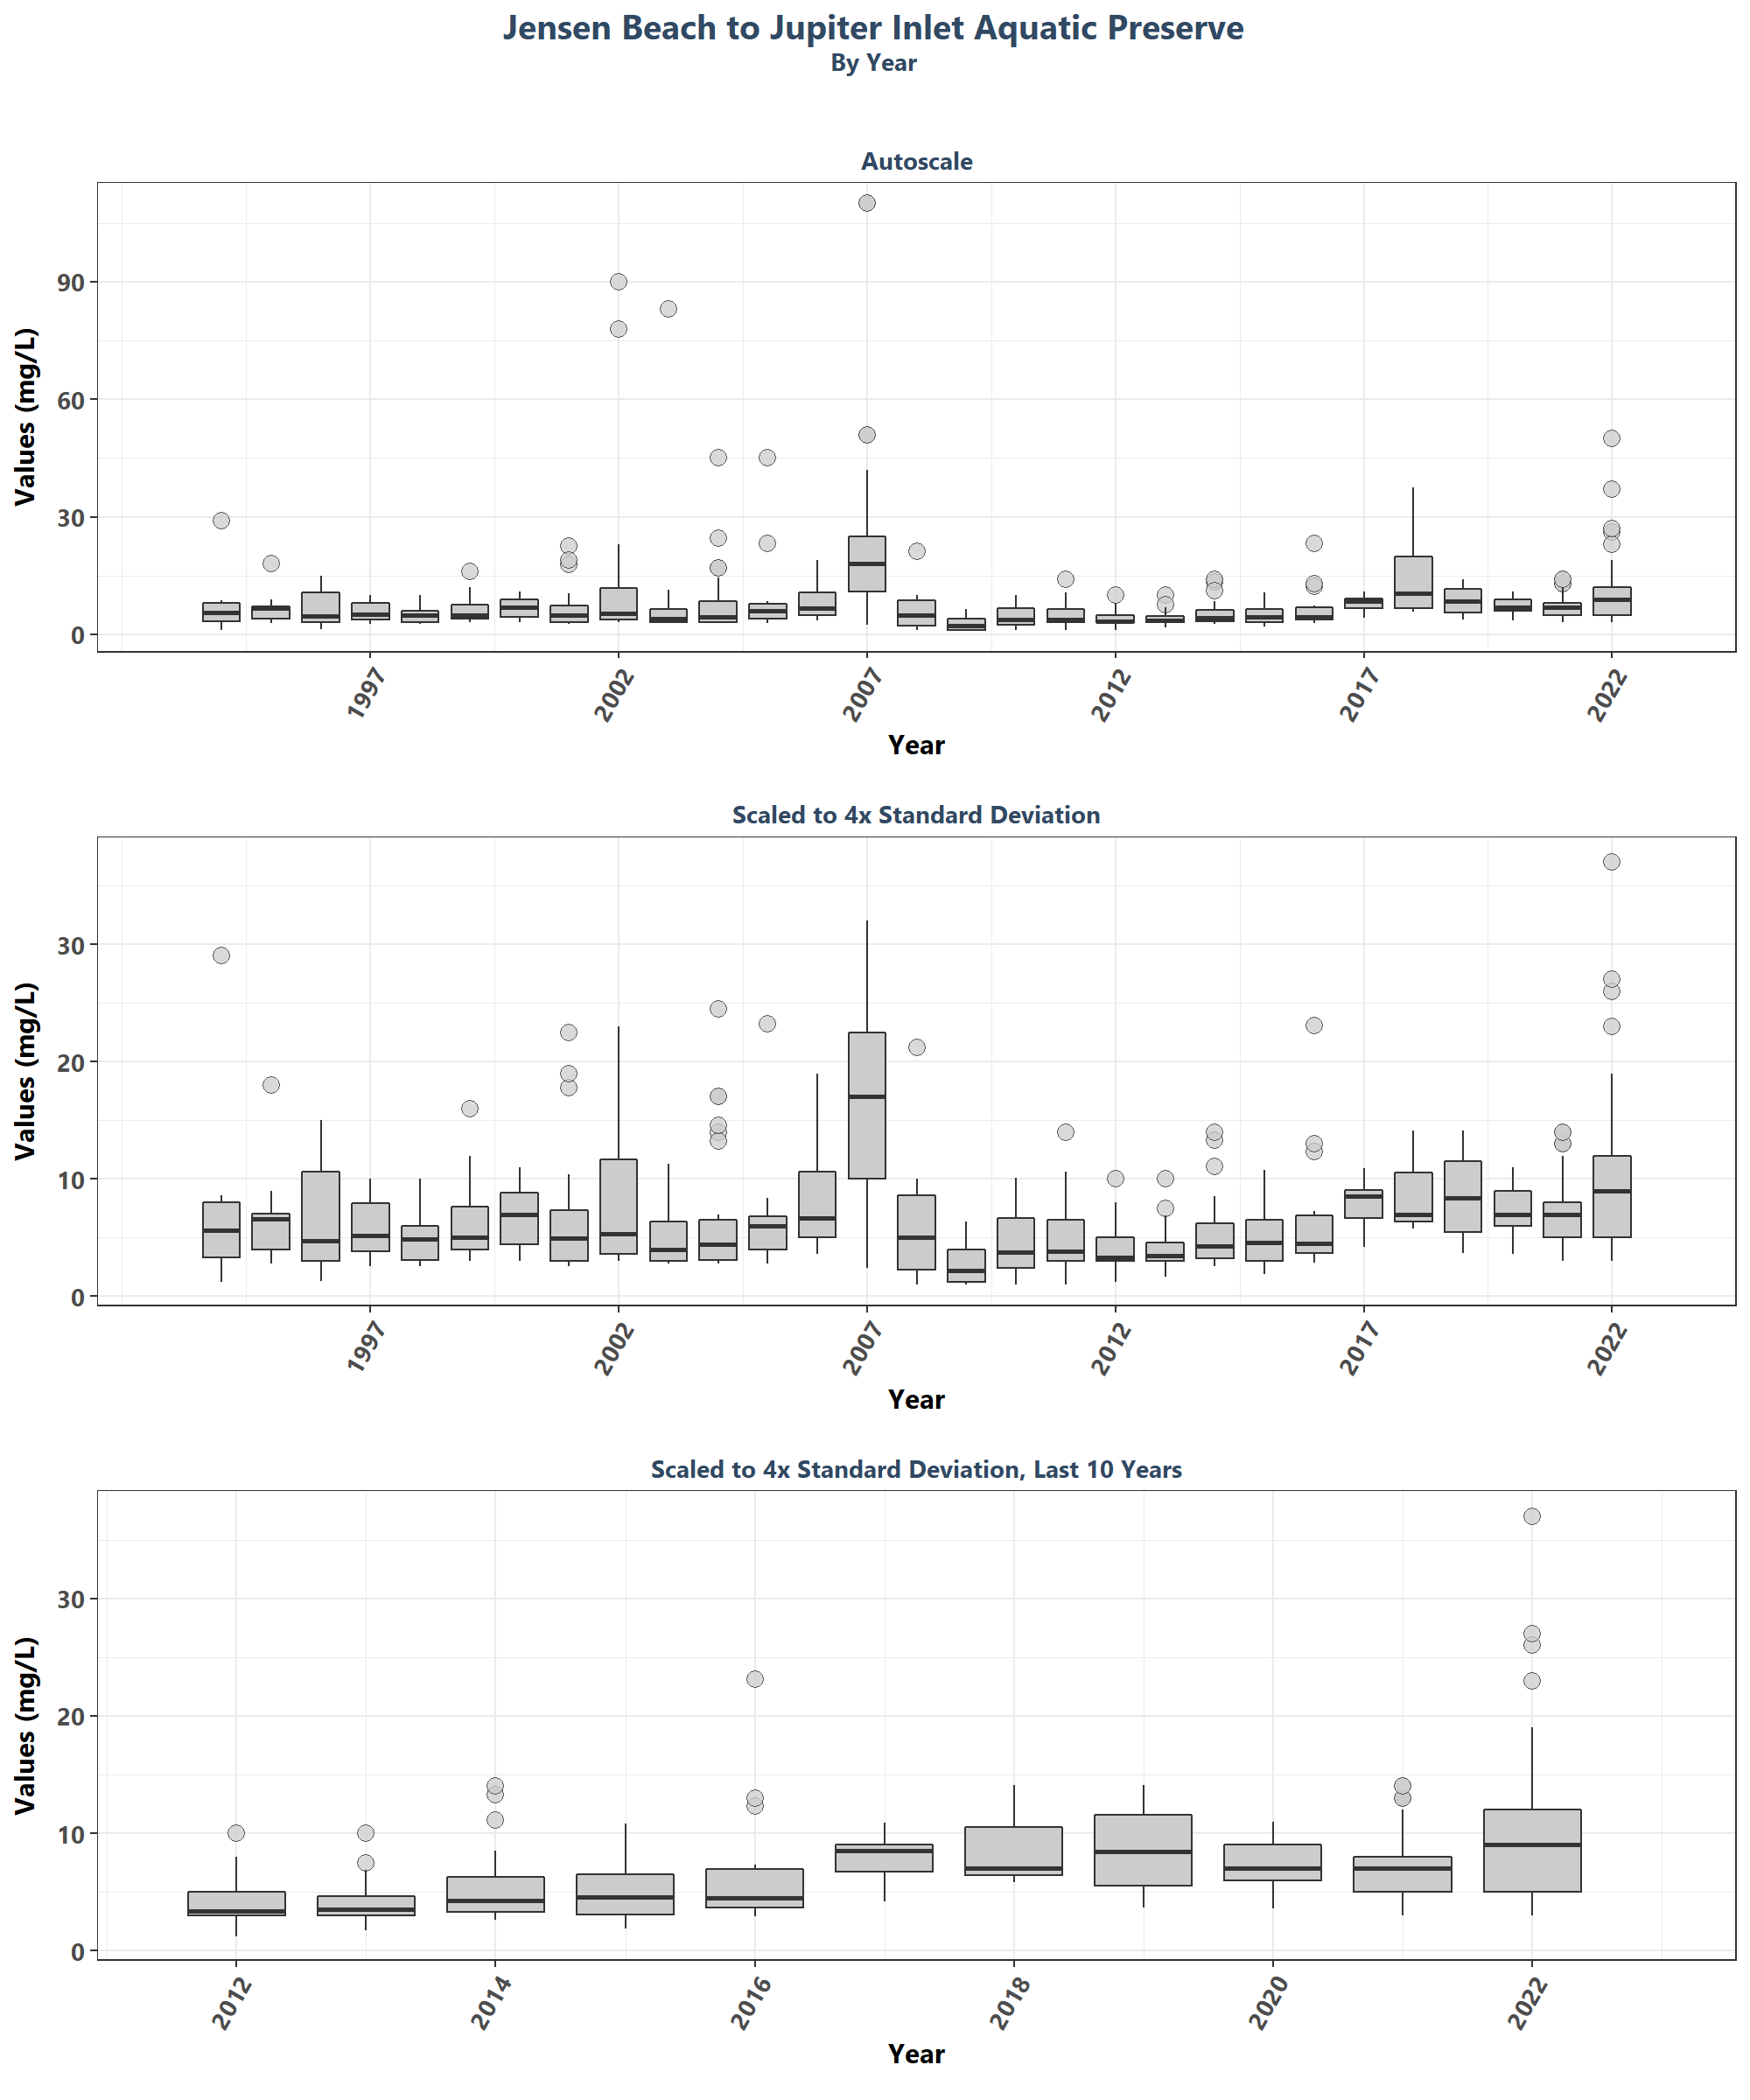 Jensen Beach to Jupiter Inlet Aquatic Preserve
By Year
Autoscale
Values (mg/L)
90
60
30
0
1997
2002
2007
2012
2017
2022
Year
Scaled to 4x Standard Deviation
Values (mg/L)
30
20
10
0
1997
2002
2007
2012
2017
2022
Year
Scaled to 4x Standard Deviation, Last 10 Years
Values (mg/L)
30
20
10
0
2012
2014
2016
2018
2020
2022
Year